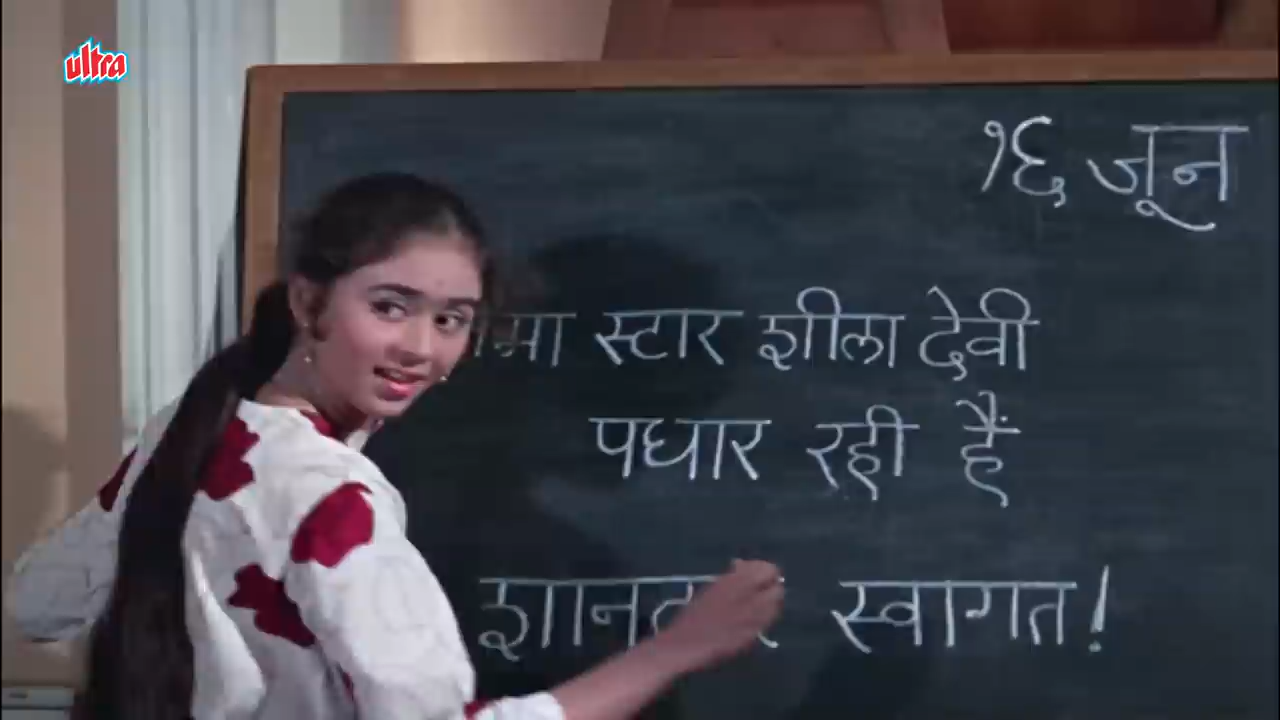 ultra
१६ जून
स्टार शीला देवी
पधार रही हैं
स्वागत!